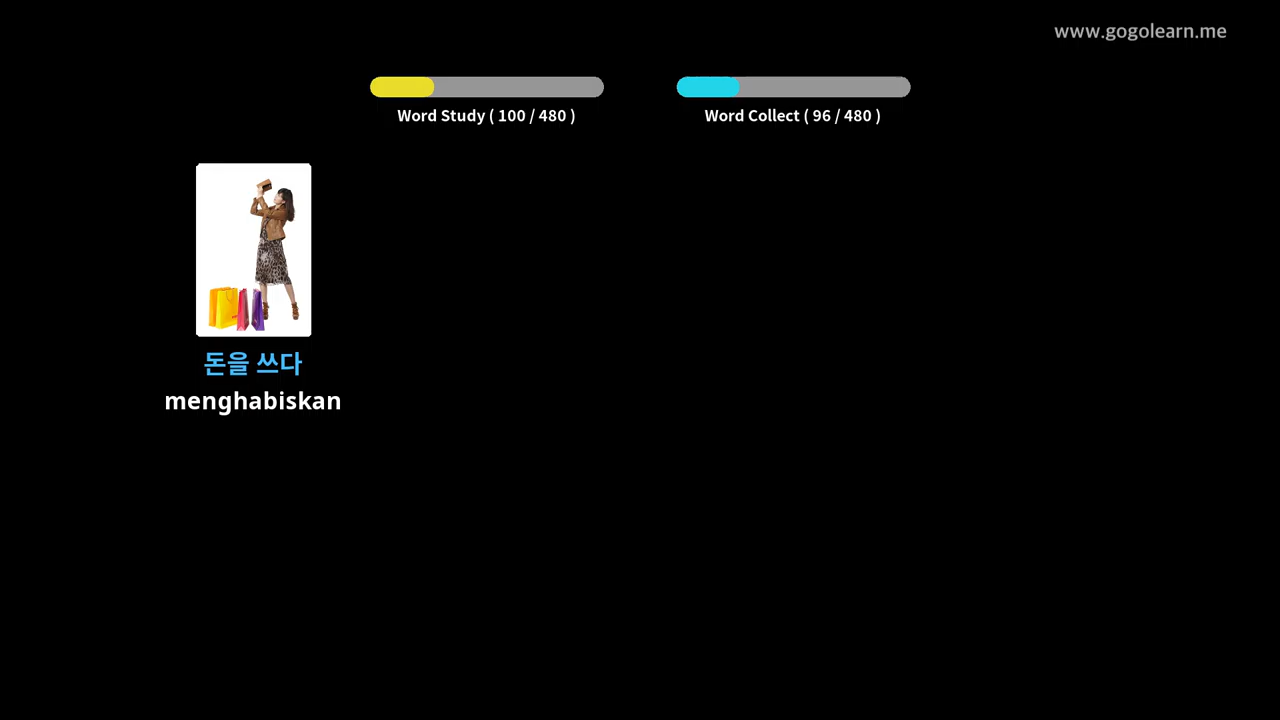 www.gogolearn.me
Word Study ( 100 / 480 )
Word Collect ( 96 / 480 )
돈을 쓰다
menghabiskan